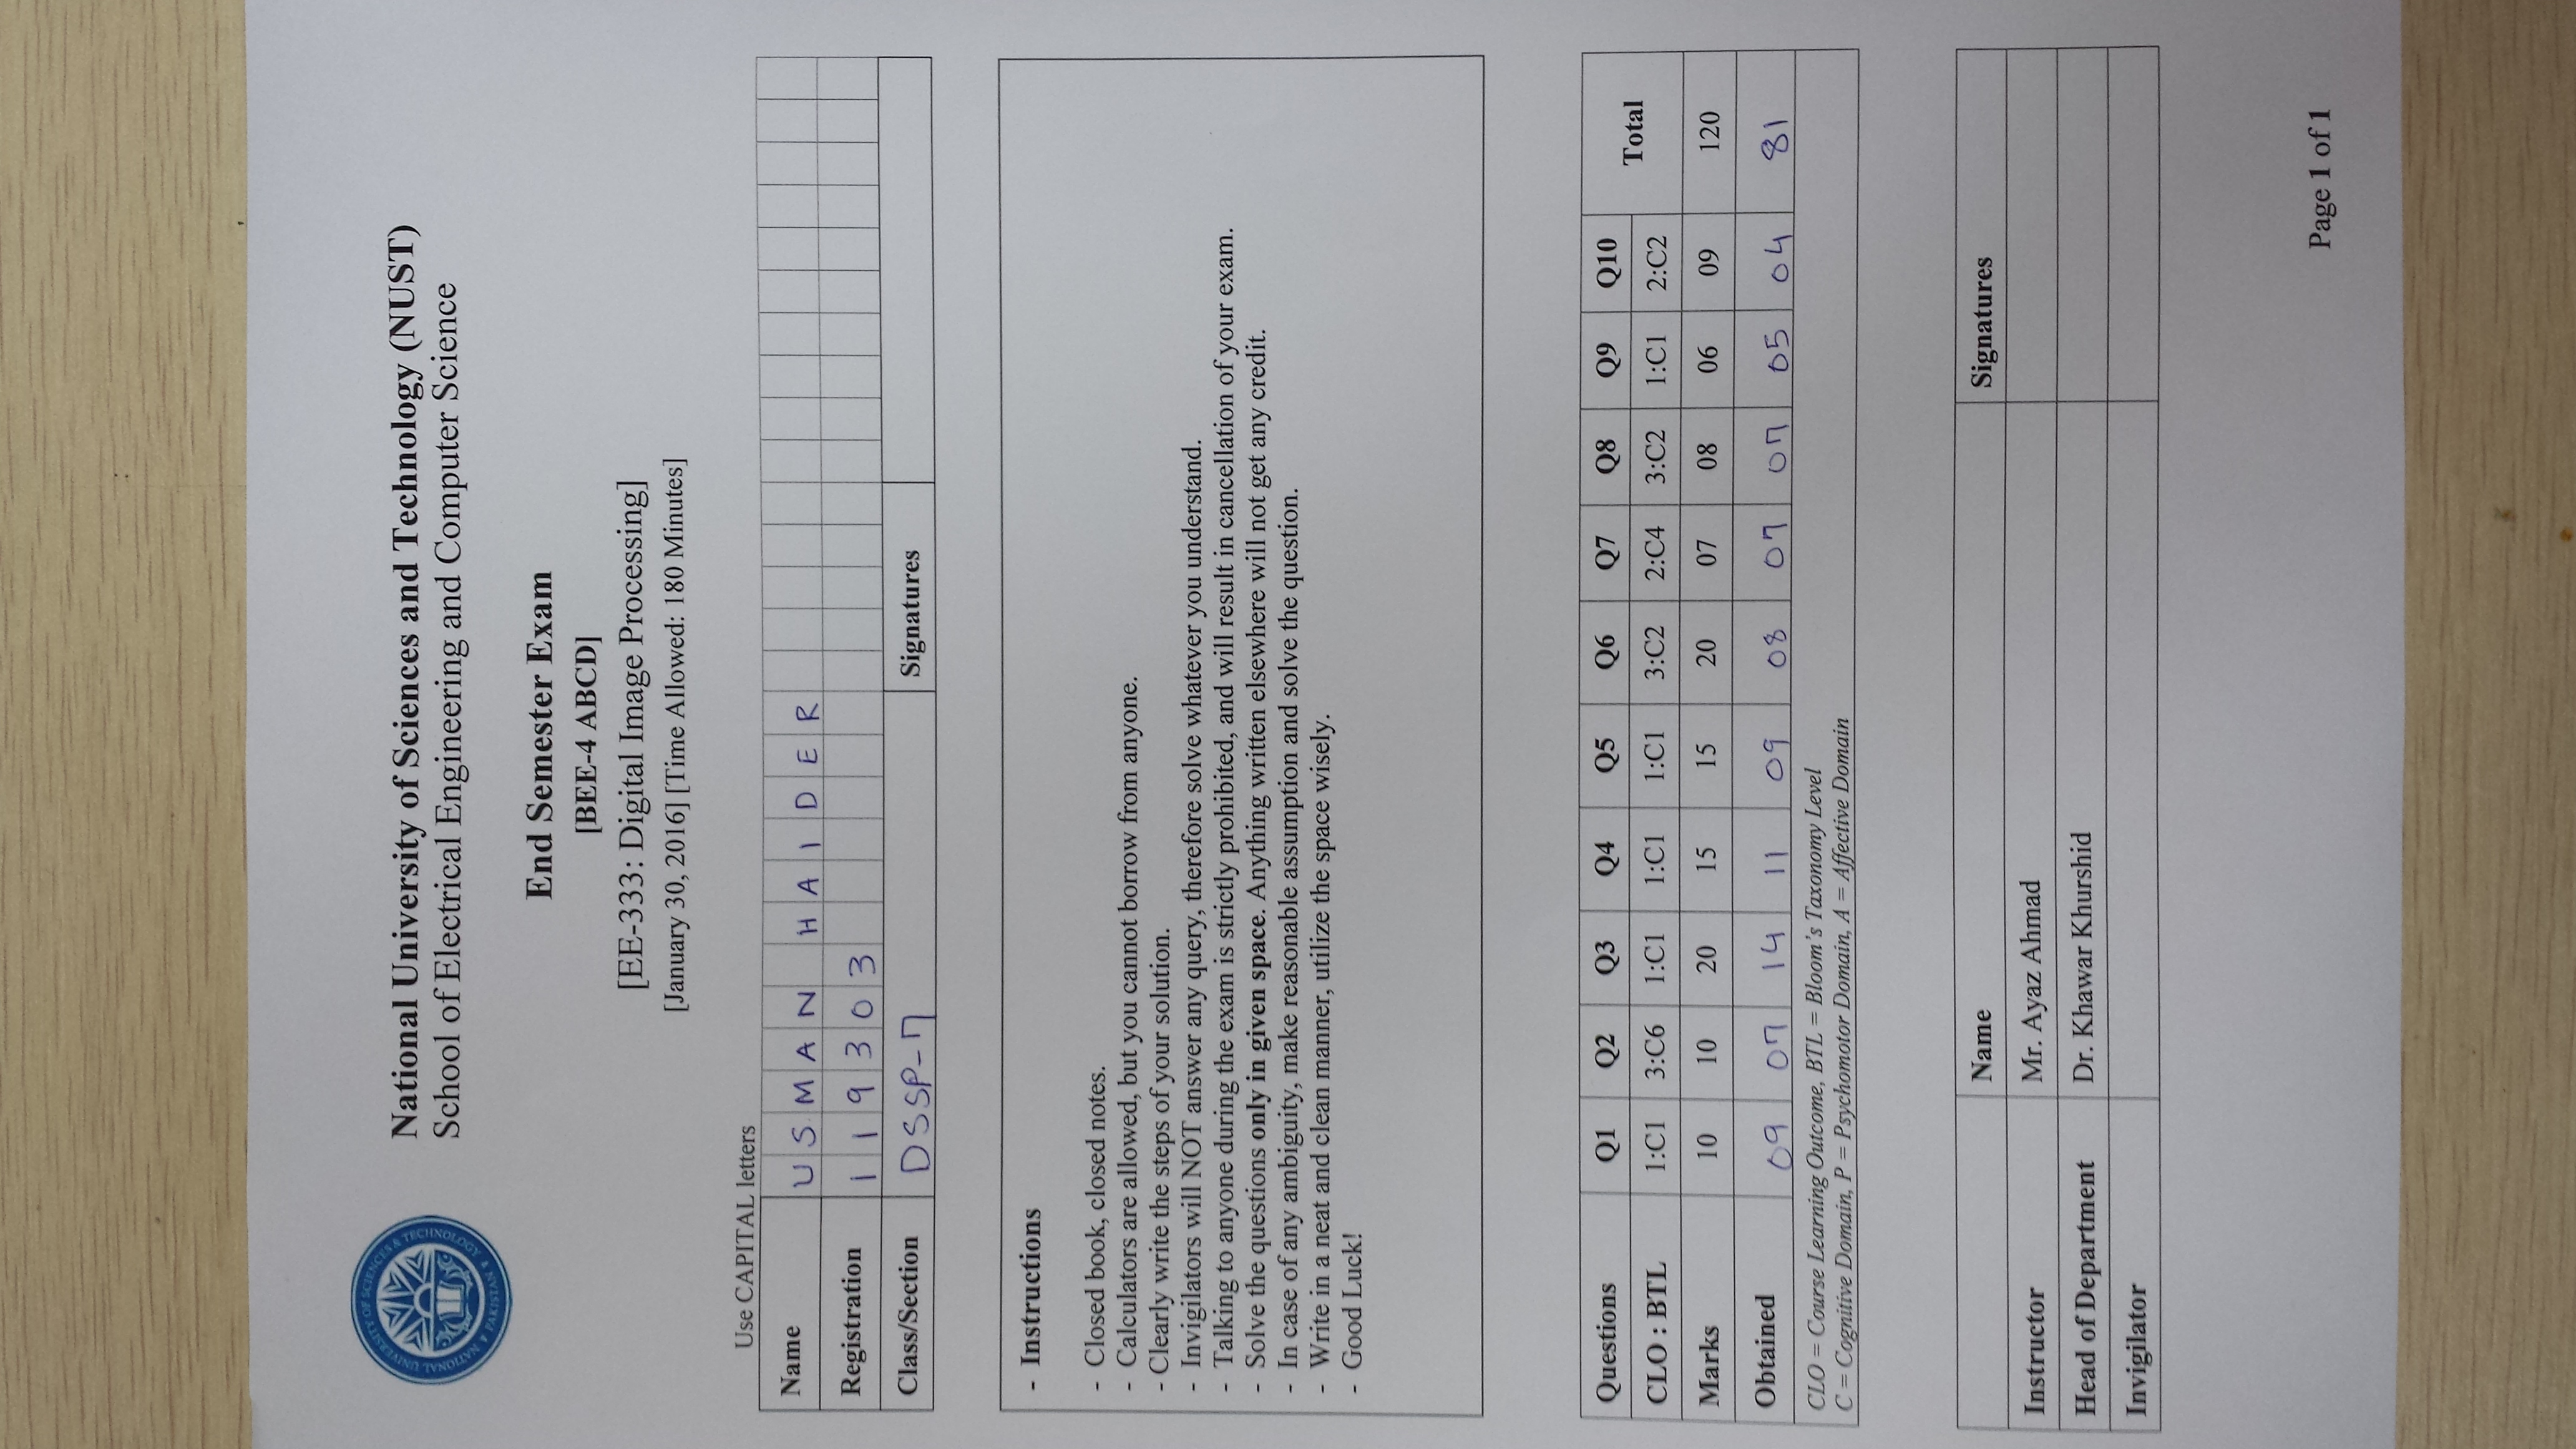 NATIONAL UNIVERSITY OF SCIENCES & TECHNOLOGY
PAKISTAN
National University of Sciences and Technology (NUST)
School of Electrical Engineering and Computer Science
End Semester Exam
[BEE-4 ABCD]
[EE-333: Digital Image Processing]
[January 30, 2016] [Time Allowed: 180 Minutes]
Use CAPITAL letters
Name USMAN HAIDER
Registration 119303
Class/Section DSSP-7 Signatures
- Instructions
- Closed book, closed notes.
- Calculators are allowed, but you cannot borrow from anyone.
- Clearly write the steps of your solution.
- Invigilators will NOT answer any query, therefore solve whatever you understand.
- Talking to anyone during the exam is strictly prohibited, and will result in cancellation of your exam.
- Solve the questions only in given space. Anything written elsewhere will not get any credit.
- In case of any ambiguity, make reasonable assumption and solve the question.
- Write in a neat and clean manner, utilize the space wisely.
- Good Luck!
Questions Q1 Q2 Q3 Q4 Q5 Q6 Q7 Q8 Q9 Q10 Total
CLO : BTL 1:C1 3:C6 1:C1 1:C1 1:C1 3:C2 2:C4 3:C2 1:C1 2:C2
Marks 10 10 20 15 15 20 07 08 06 09 120
Obtained 09 07 14 11 09 08 07 07 05 04 81
CLO = Course Learning Outcome, BTL = Bloom's Taxonomy Level
C = Cognitive Domain, P = Psychomotor Domain, A = Affective Domain
Name Signatures
Instructor Mr. Ayaz Ahmad
Head of Department Dr. Khawar Khurshid
Invigilator
Page 1 of 1